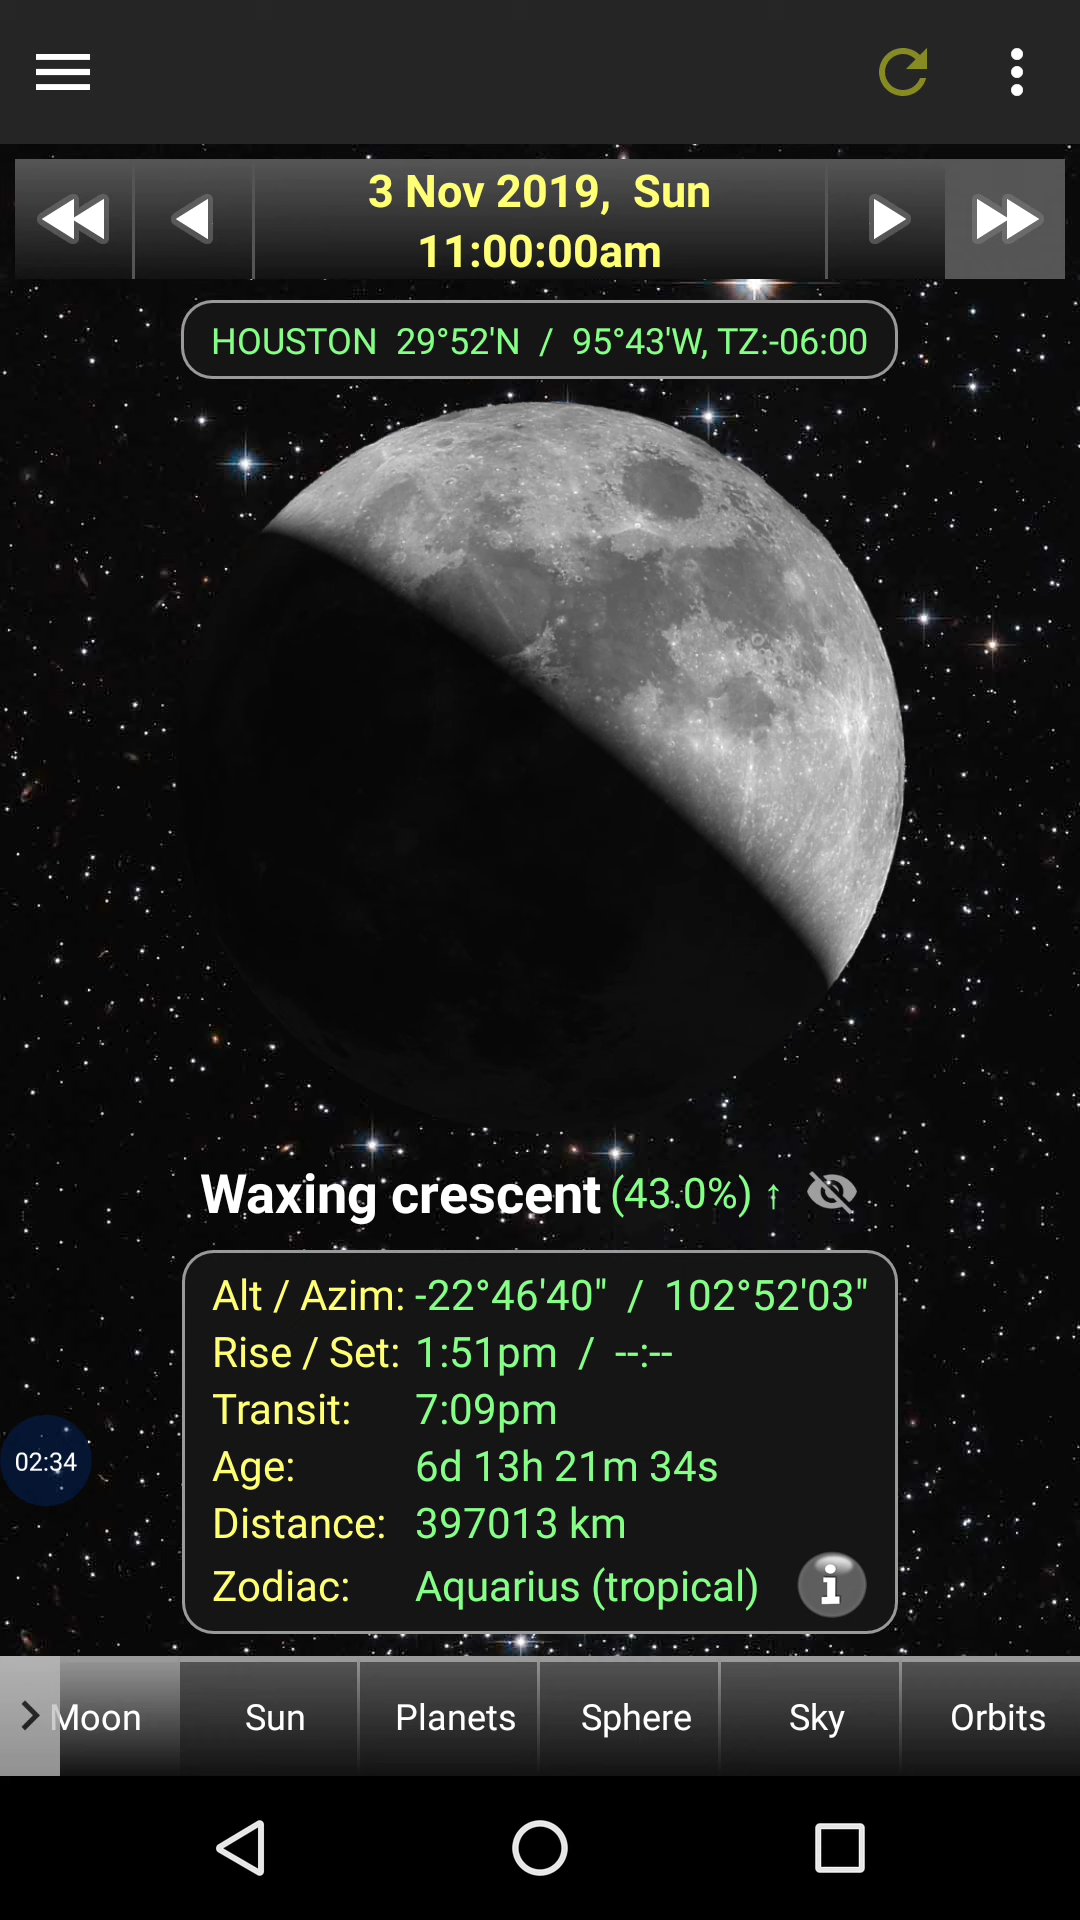 3 Nov 2019,  Sun
11:00:00am
HOUSTON  29°52'N  /  95°43'W, TZ:-06:00
Waxing crescent (43.0%) ↑
Alt / Azim: -22°46'40"  /  102°52'03"
Rise / Set: 1:51pm  /  --:--
Transit: 7:09pm
Age: 6d 13h 21m 34s
02:34
Distance: 397013 km
Zodiac: Aquarius (tropical)
Moon Sun Planets Sphere Sky Orbits